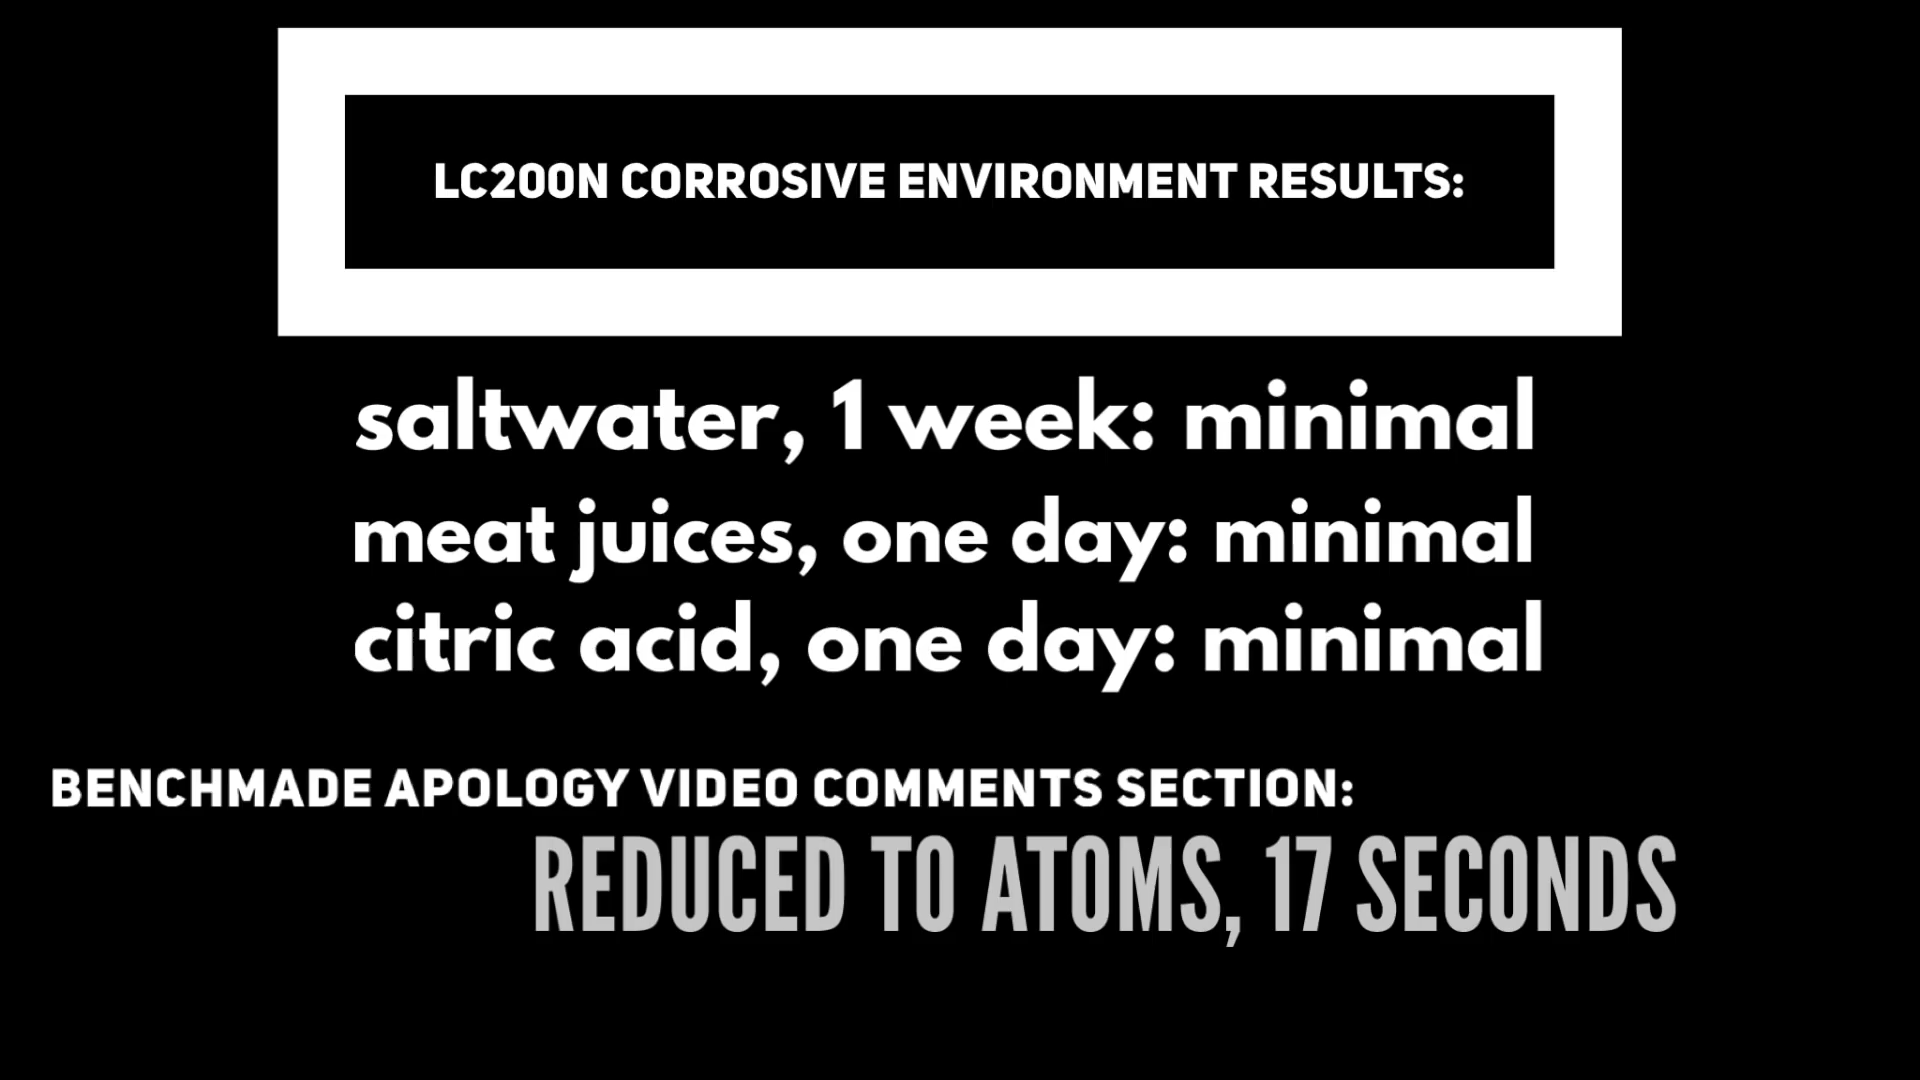 LC200N CORROSIVE ENVIRONMENT RESULTS:
saltwater, 1 week: minimal
meat juices, one day: minimal
citric acid, one day: minimal
BENCHMADE APOLOGY VIDEO COMMENTS SECTION:
REDUCED TO ATOMS, 17 SECONDS